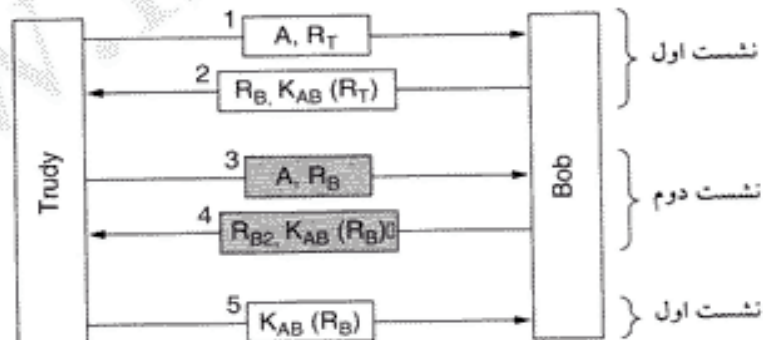 1
A, R_T
نشست اول
2
R_B, K_AB (R_T)
Trudy
Bob
3
A, R_B
نشست دوم
4
R_B2, K_AB (R_B)
5
K_AB (R_B)
نشست اول